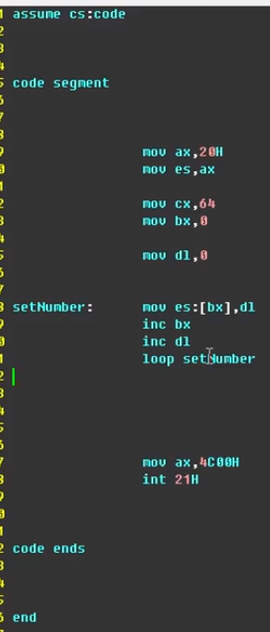 1 assume cs:code
2
3
4
5 code segment
6
7
8
9 mov ax,20H
0 mov es,ax
1
2 mov cx,64
3 mov bx,0
4
5 mov dl,0
6
7
8 setNumber: mov es:[bx],dl
9 inc bx
0 inc dl
1 loop setNumber
2
3
4
5
6
7 mov ax,4C00H
8 int 21H
9
0
1
2 code ends
3
4
5
6 end